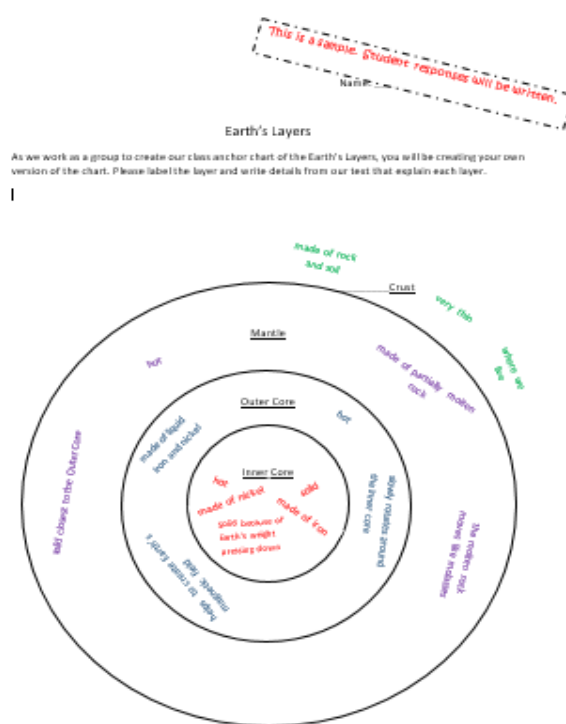 This is a sample. Student responses will be written.
Name:
Earth's Layers
As we work as a group to create our class anchor chart of the Earth's Layers, you will be creating your own
version of the chart. Please label the layer and write details from our text that explain each layer.
made of rock
and soil
Crust
very thin
where we
live
Mantle
hot
made of partially molten
rock
solid closest to the Outer Core
The molten rock
moves like molasses
Outer Core
hot
made of liquid
iron and nickel
slowly rotates around
the inner core
helps to create Earth's
magnetic field
Inner Core
hot
solid
made of nickel
made of iron
solid because of
Earth's weight
down